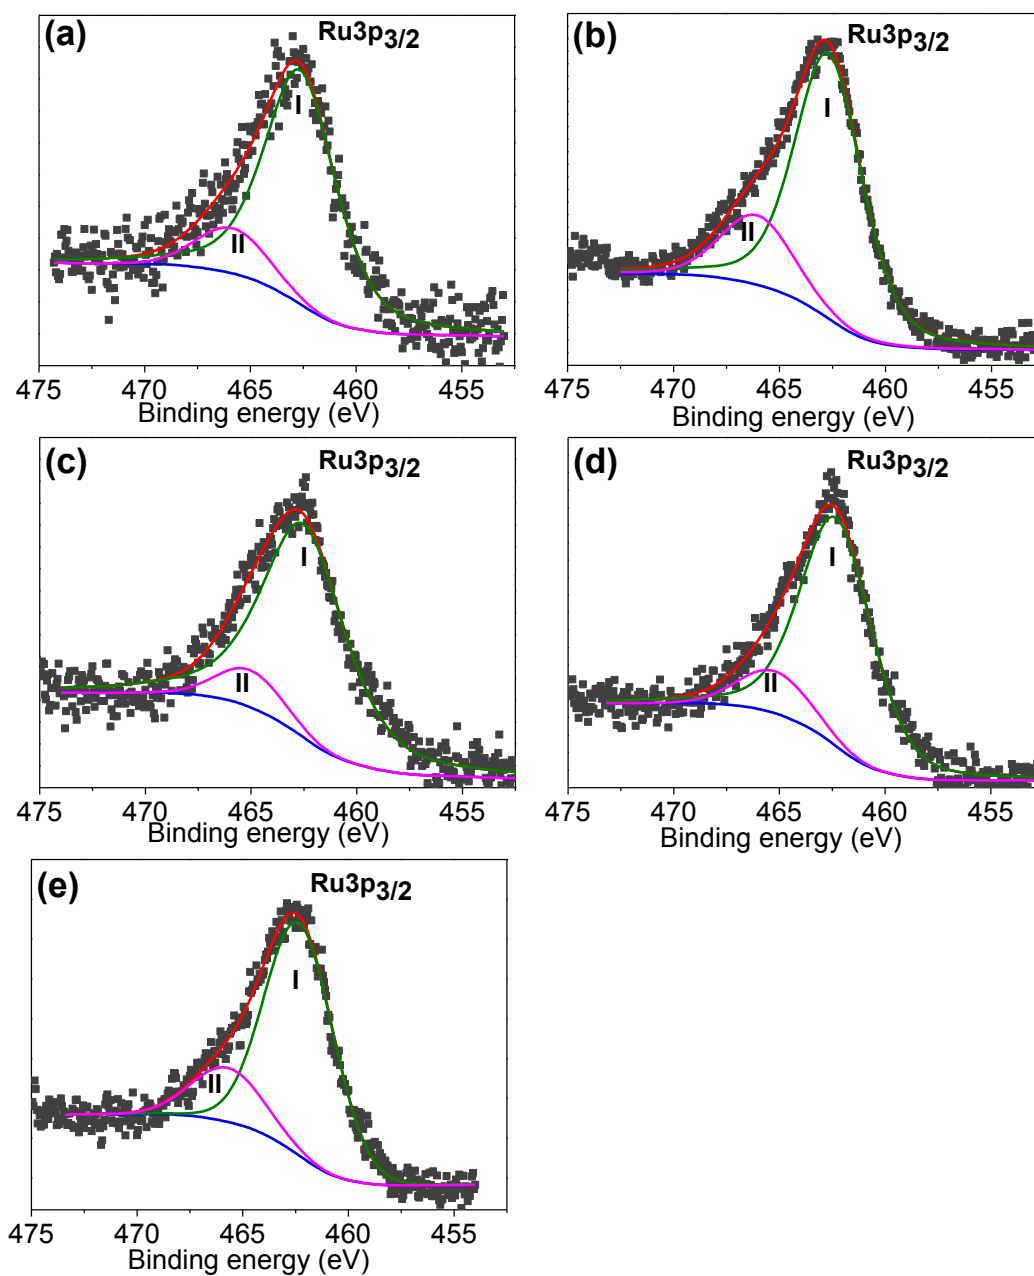 (a) Ru3p3/2
I
II
475 470 465 460 455
Binding energy (eV)
(b) Ru3p3/2
I
II
475 470 465 460 455
Binding energy (eV)
(c) Ru3p3/2
I
II
475 470 465 460 455
Binding energy (eV)
(d) Ru3p3/2
I
II
475 470 465 460 455
Binding energy (eV)
(e) Ru3p3/2
I
II
475 470 465 460 455
Binding energy (eV)